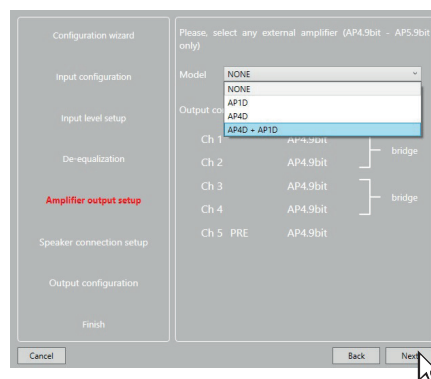 Configuration wizard
Input configuration
Input level setup
De-equalization
Amplifier output setup
Speaker connection setup
Output configuration
Finish
Please, select any external amplifier (AP4.9bit - AP5.9bit
only)
Model NONE
NONE
AP1D
AP4D
AP4D + AP1D
Output
Ch 1 AP4.9bit
Ch 2 AP4.9bit
bridge
Ch 3 AP4.9bit
Ch 4 AP4.9bit
bridge
Ch 5 PRE AP4.9bit
Cancel
Back
Next